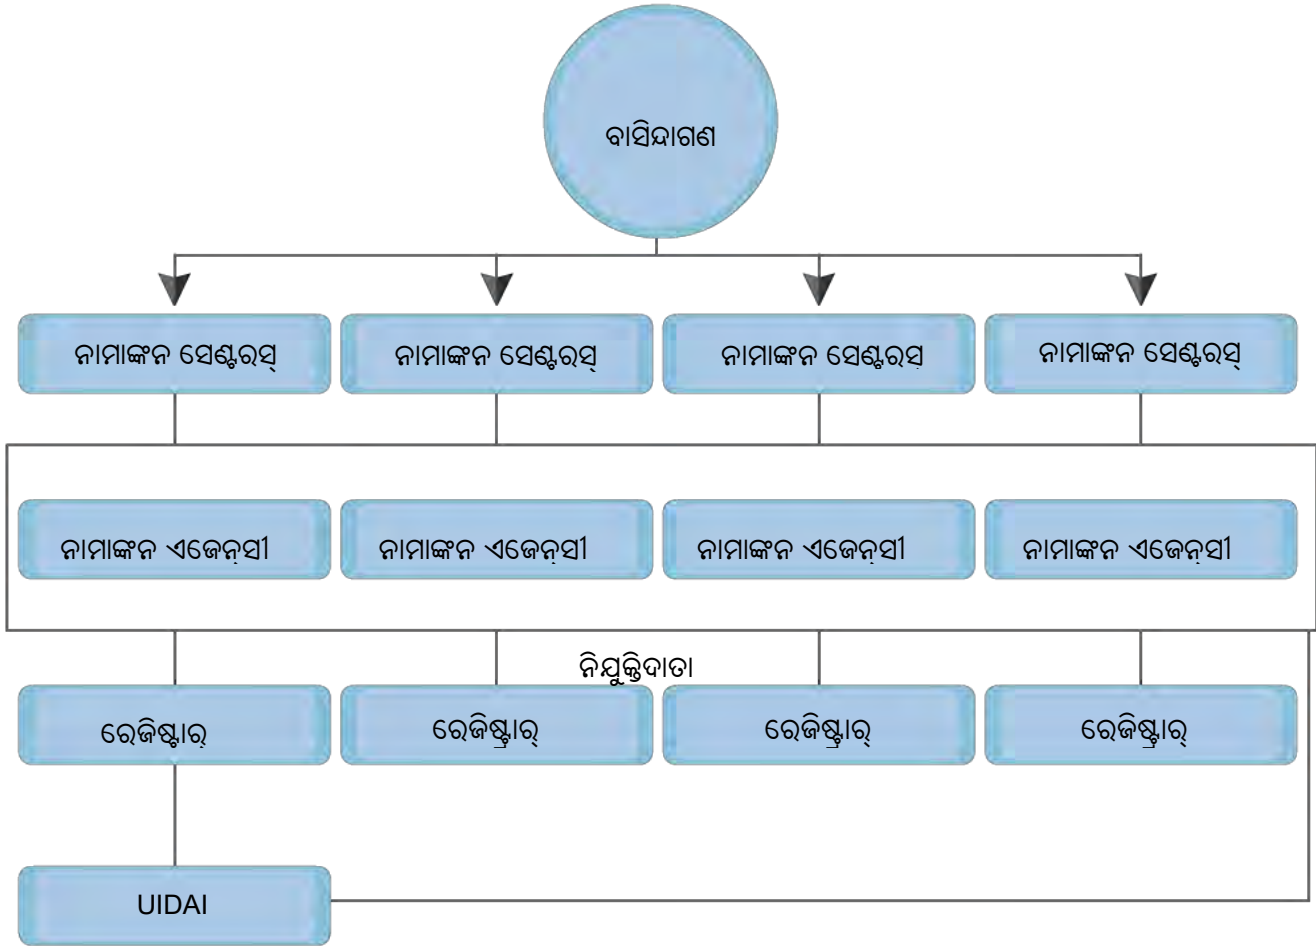 ବାସିନ୍ଦାଗଣ
ନାମାଙ୍କନ ସେଣ୍ଟରସ୍ ନାମାଙ୍କନ ସେଣ୍ଟରସ୍ ନାମାଙ୍କନ ସେଣ୍ଟରସ୍ ନାମାଙ୍କନ ସେଣ୍ଟରସ୍
ନାମାଙ୍କନ ଏଜେନ୍‌ସୀ ନାମାଙ୍କନ ଏଜେନ୍‌ସୀ ନାମାଙ୍କନ ଏଜେନ୍‌ସୀ ନାମାଙ୍କନ ଏଜେନ୍‌ସୀ
ନିଯୁକ୍ତିଦାତା
ରେଜିଷ୍ଟ୍ରାର୍ ରେଜିଷ୍ଟ୍ରାର୍ ରେଜିଷ୍ଟ୍ରାର୍ ରେଜିଷ୍ଟ୍ରାର୍
UIDAI